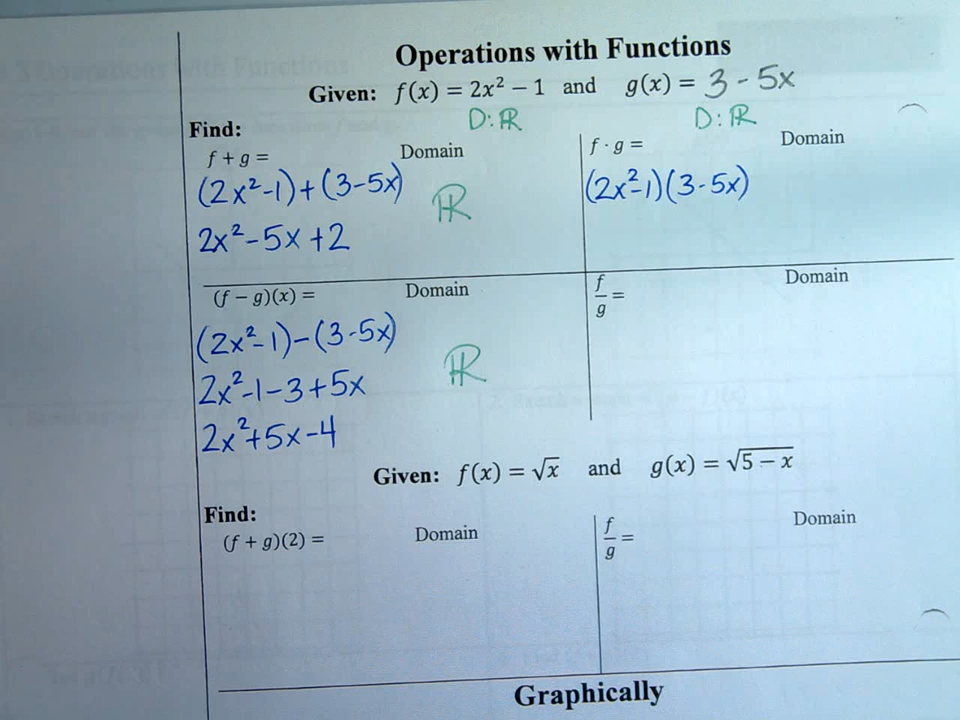 Operations with Functions
Given: f(x) = 2x² − 1 and g(x) = 3 - 5x
D: ℝ D: ℝ
Find:
f + g = Domain
(2x²-1)+(3-5x)
ℝ
2x²-5x+2
f · g = Domain
(2x²-1)(3-5x)
(f − g)(x) = Domain
(2x²-1)-(3-5x)
ℝ
2x²-1-3+5x
2x²+5x-4
f/g = Domain
Given: f(x) = √x and g(x) = √(5 − x)
Find:
(f + g)(2) = Domain
f/g = Domain
Graphically